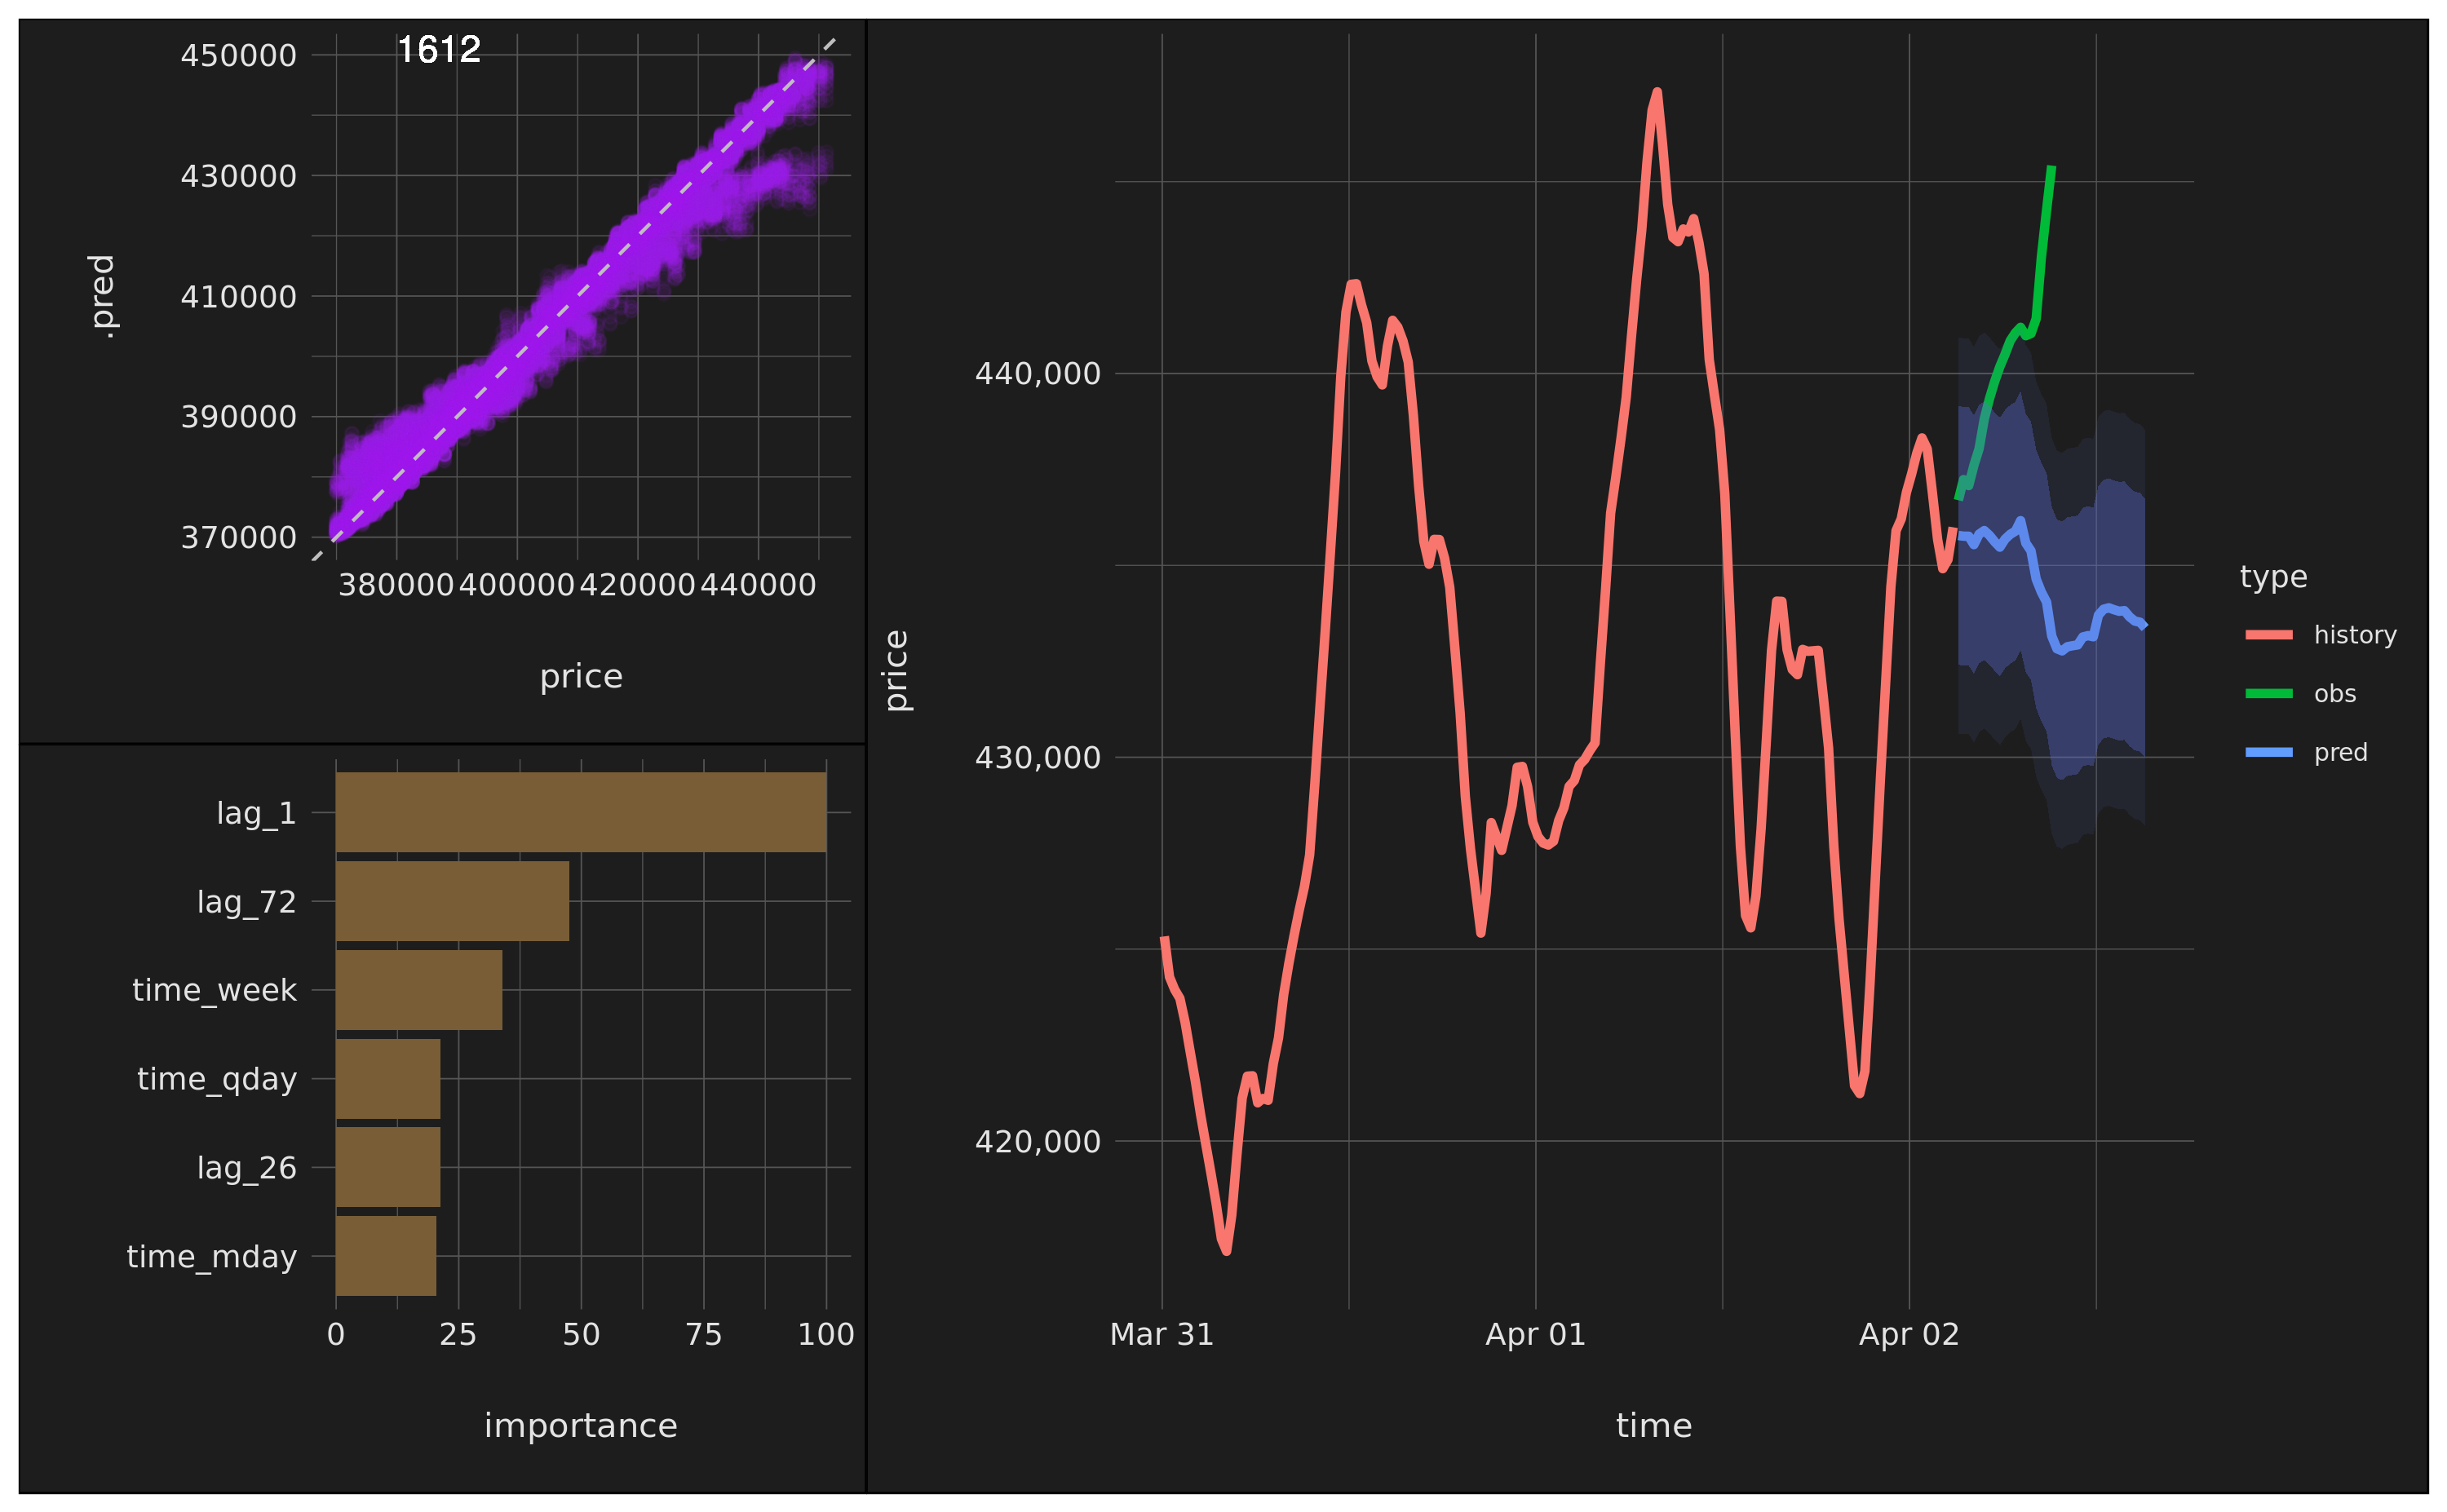 1612
450000
430000
410000
390000
370000
.pred
380000 400000 420000 440000
price
lag_1
lag_72
time_week
time_qday
lag_26
time_mday
0 25 50 75 100
importance
440,000
430,000
420,000
price
Mar 31 Apr 01 Apr 02
time
type
history
obs
pred